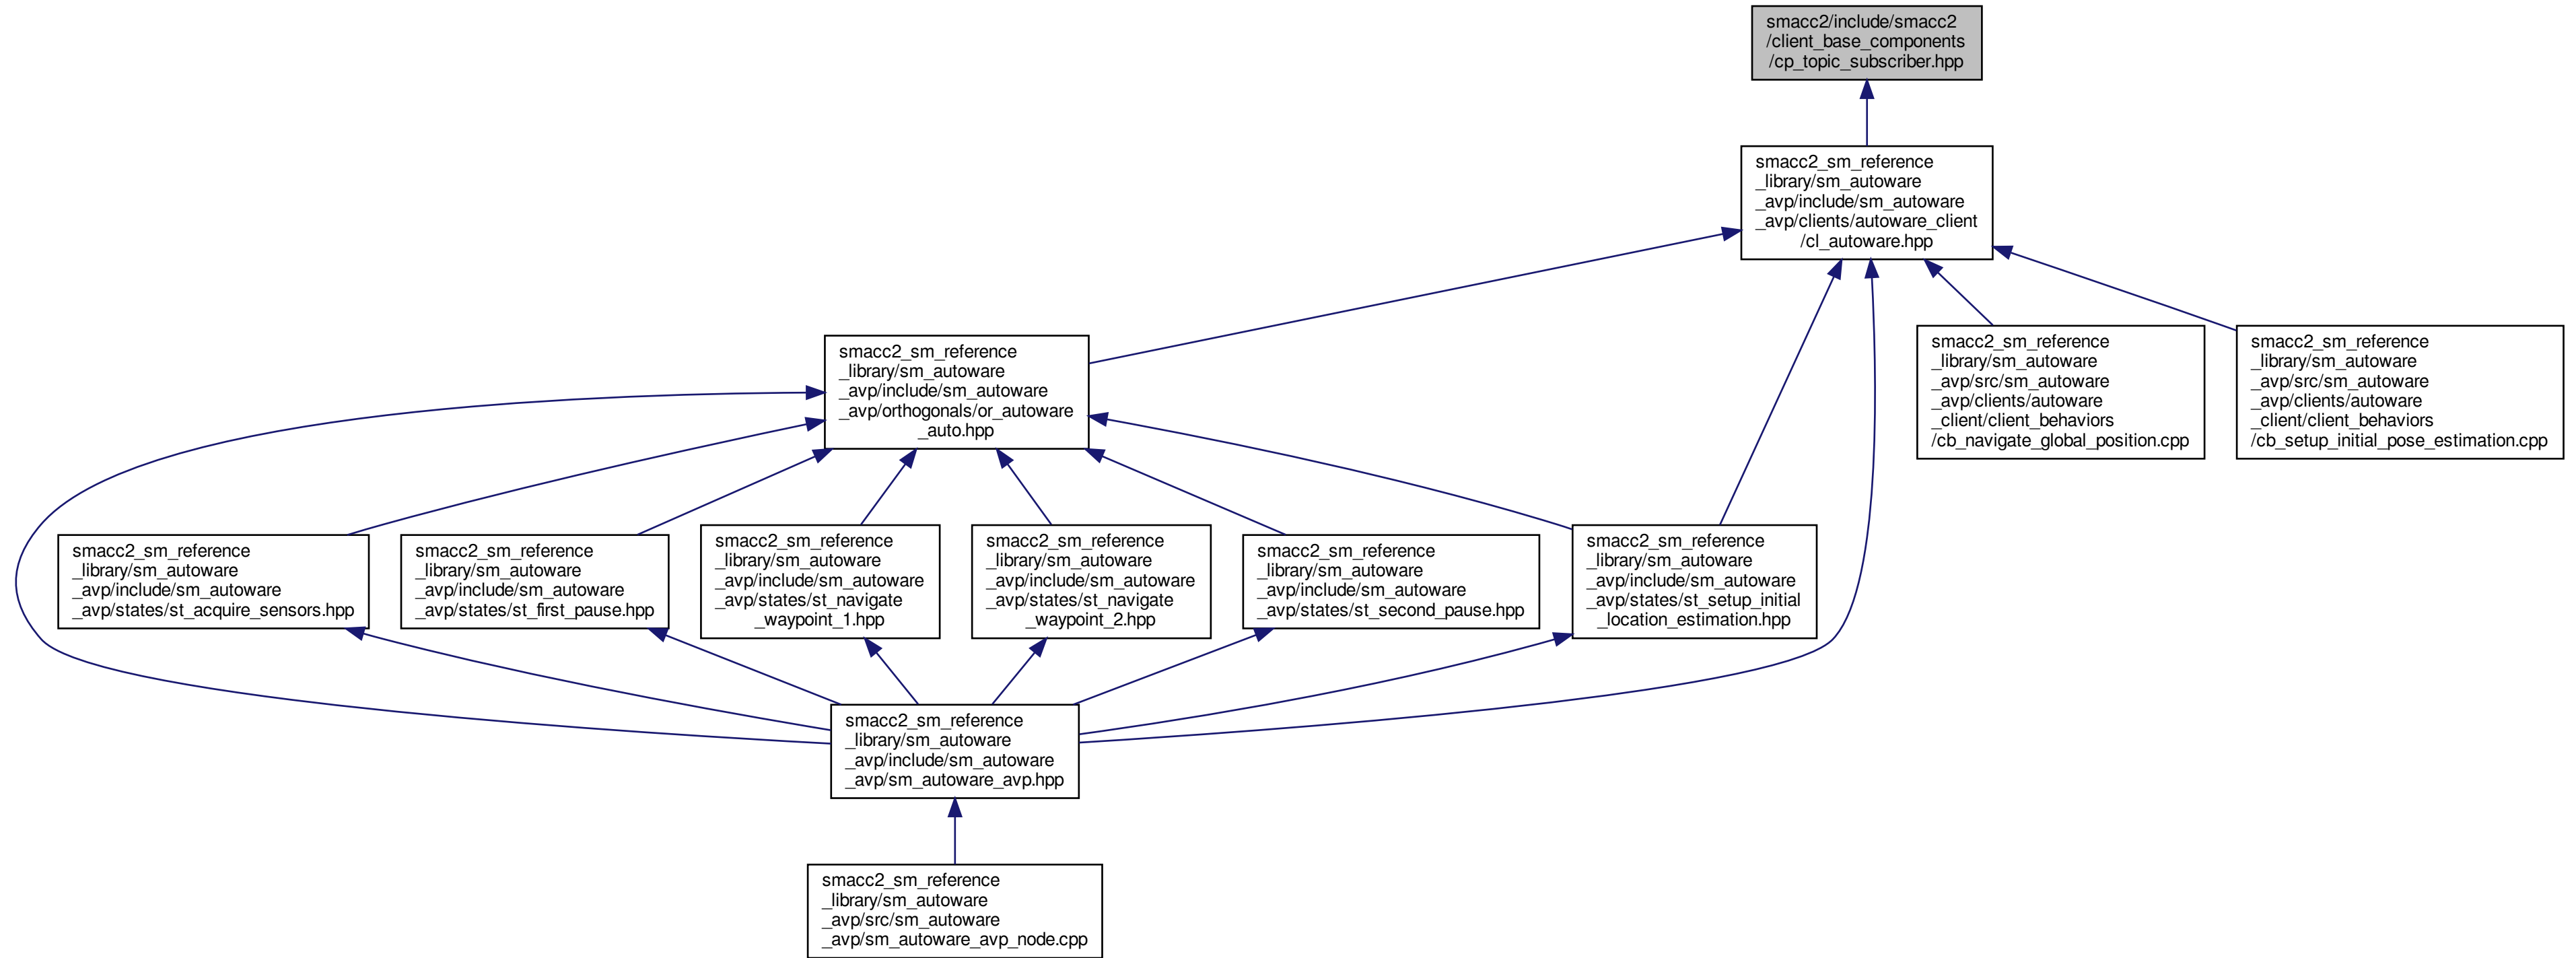 smacc2/include/smacc2
/client_base_components
/cp_topic_subscriber.hpp
smacc2_sm_reference
_library/sm_autoware
_avp/include/sm_autoware
_avp/clients/autoware_client
/cl_autoware.hpp
smacc2_sm_reference
_library/sm_autoware
_avp/include/sm_autoware
_avp/orthogonals/or_autoware
_auto.hpp
smacc2_sm_reference
_library/sm_autoware
_avp/src/sm_autoware
_avp/clients/autoware
_client/client_behaviors
/cb_navigate_global_position.cpp
smacc2_sm_reference
_library/sm_autoware
_avp/src/sm_autoware
_avp/clients/autoware
_client/client_behaviors
/cb_setup_initial_pose_estimation.cpp
smacc2_sm_reference
_library/sm_autoware
_avp/include/sm_autoware
_avp/states/st_acquire_sensors.hpp
smacc2_sm_reference
_library/sm_autoware
_avp/include/sm_autoware
_avp/states/st_first_pause.hpp
smacc2_sm_reference
_library/sm_autoware
_avp/include/sm_autoware
_avp/states/st_navigate
_waypoint_1.hpp
smacc2_sm_reference
_library/sm_autoware
_avp/include/sm_autoware
_avp/states/st_navigate
_waypoint_2.hpp
smacc2_sm_reference
_library/sm_autoware
_avp/include/sm_autoware
_avp/states/st_second_pause.hpp
smacc2_sm_reference
_library/sm_autoware
_avp/include/sm_autoware
_avp/states/st_setup_initial
_location_estimation.hpp
smacc2_sm_reference
_library/sm_autoware
_avp/include/sm_autoware
_avp/sm_autoware_avp.hpp
smacc2_sm_reference
_library/sm_autoware
_avp/src/sm_autoware
_avp/sm_autoware_avp_node.cpp